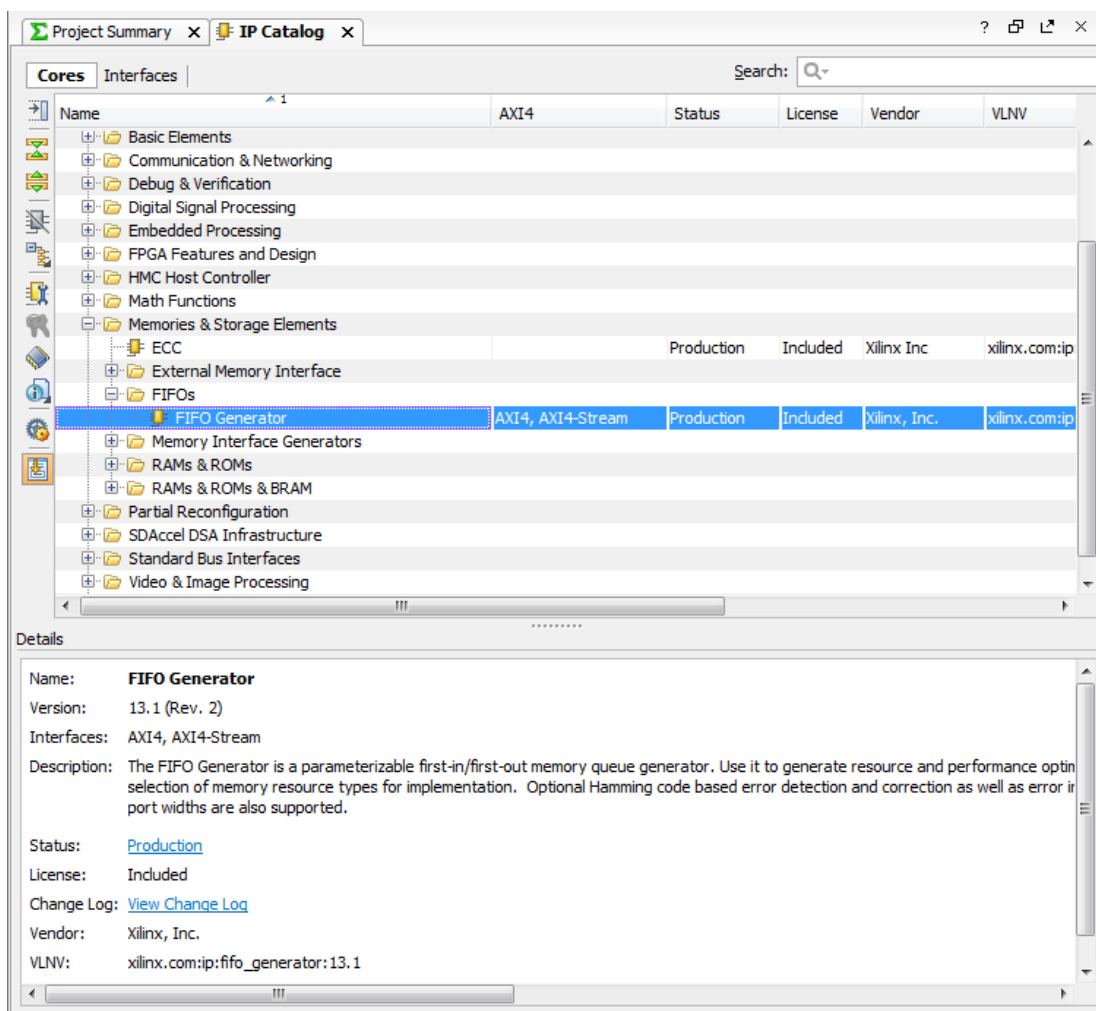 Project Summary X IP Catalog X ?
Cores Interfaces Search:
Name 1 AXI4 Status License Vendor VLNV
Basic Elements
Communication & Networking
Debug & Verification
Digital Signal Processing
Embedded Processing
FPGA Features and Design
HMC Host Controller
Math Functions
Memories & Storage Elements
ECC Production Included Xilinx Inc xilinx.com:ip
External Memory Interface
FIFOs
FIFO Generator AXI4, AXI4-Stream Production Included Xilinx, Inc. xilinx.com:ip
Memory Interface Generators
RAMs & ROMs
RAMs & ROMs & BRAM
Partial Reconfiguration
SDAccel DSA Infrastructure
Standard Bus Interfaces
Video & Image Processing
Details
Name: FIFO Generator
Version: 13.1 (Rev. 2)
Interfaces: AXI4, AXI4-Stream
Description: The FIFO Generator is a parameterizable first-in/first-out memory queue generator. Use it to generate resource and performance optim
selection of memory resource types for implementation. Optional Hamming code based error detection and correction as well as error in
port widths are also supported.
Status: Production
License: Included
Change Log: View Change Log
Vendor: Xilinx, Inc.
VLNV: xilinx.com:ip:fifo_generator:13.1